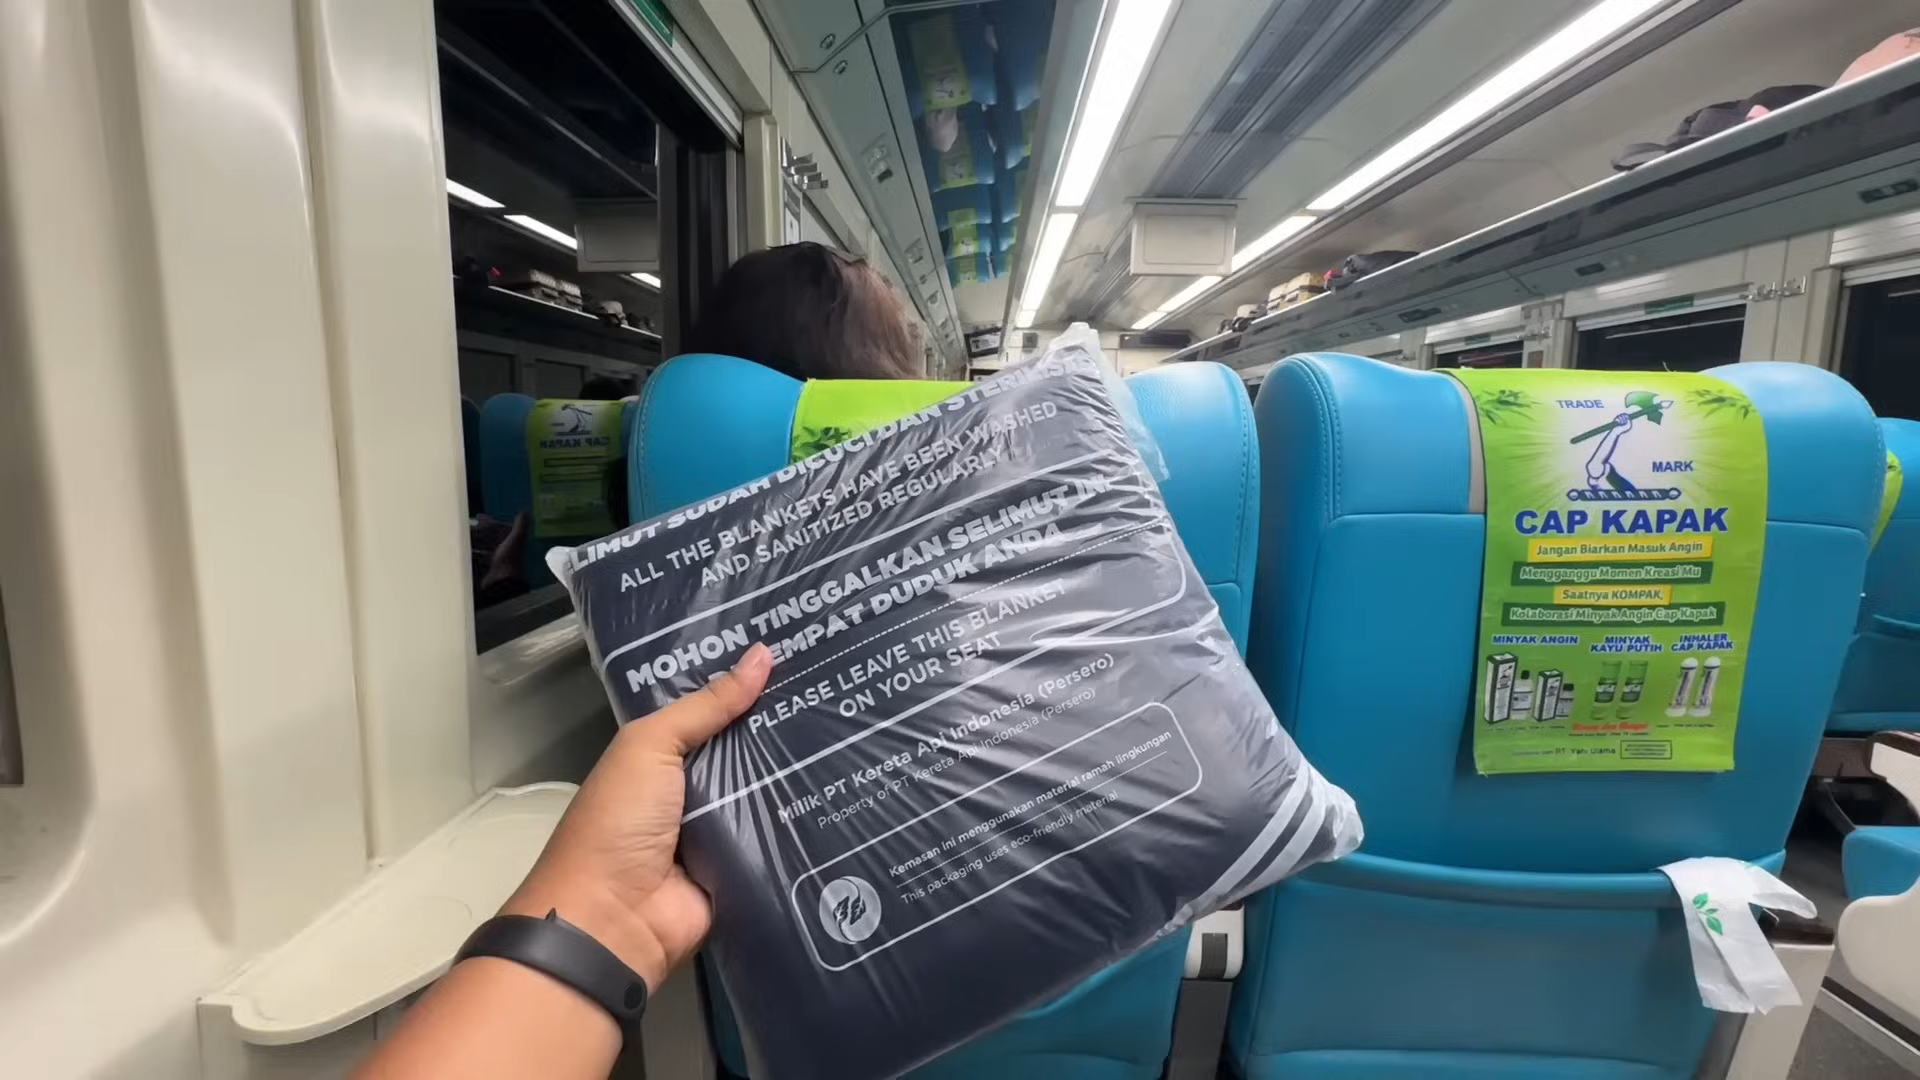 SELIMUT SUDAH DICUCI DAN STERILISASI
ALL THE BLANKETS HAVE BEEN WASHED
AND SANITIZED REGULARLY
MOHON TINGGALKAN SELIMUT INI
TEMPAT DUDUK ANDA
PLEASE LEAVE THIS BLANKET
ON YOUR SEAT
Milik PT Kereta Api Indonesia (Persero)
Property of PT Kereta Api Indonesia (Persero)
Kemasan ini menggunakan material ramah lingkungan
This packaging uses eco-friendly material
TRADE
MARK
CAP KAPAK
Jangan Biarkan Masuk Angin
Mengganggu Momen Kreasi Mu
Saatnya KOMPAK,
Kolaborasi Minyak Angin Cap Kapak
MINYAK ANGIN
MINYAK
KAYU PUTIH
INHALER
CAP KAPAK
PT. Yaru Utama
CAP KAPAK